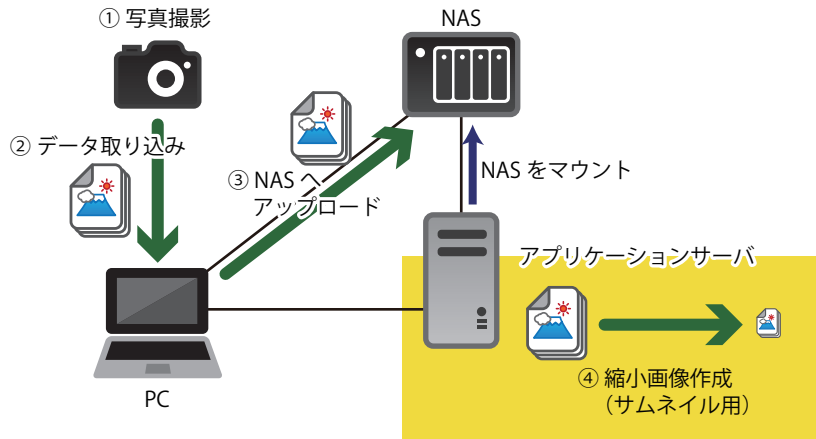 ① 写真撮影
NAS
② データ取り込み
③ NAS へ
アップロード
NAS をマウント
アプリケーションサーバ
PC
④ 縮小画像作成
（サムネイル用）